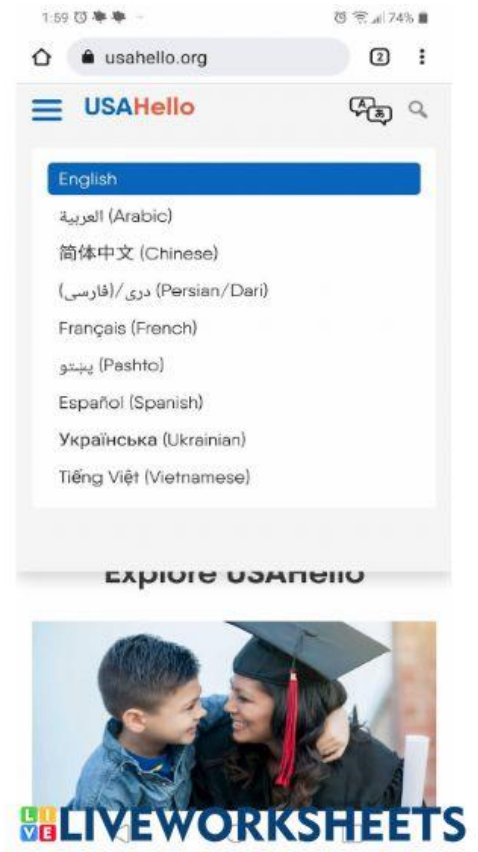 1:59
74%
usahello.org
2
USAHello
English
العربية (Arabic)
简体中文 (Chinese)
دری/(فارسی) (Persian/Dari)
Français (French)
پښتو (Pashto)
Español (Spanish)
Українська (Ukrainian)
Tiếng Việt (Vietnamese)
Explore USAHello
LIVE LIVEWORKSHEETS